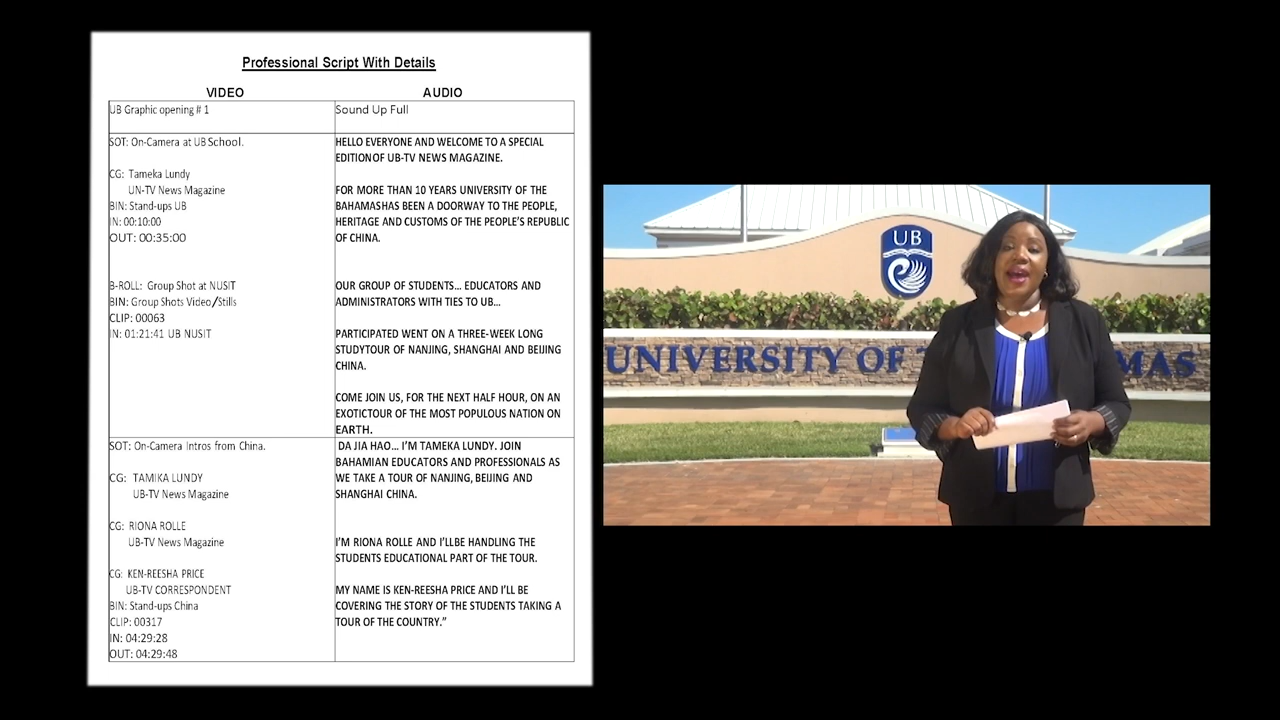 Professional Script With Details
VIDEO
AUDIO
UB Graphic opening # 1
Sound Up Full
SOT: On-Camera at UB School.
CG: Tameka Lundy
UN-TV News Magazine
BIN: Stand-ups UB
IN: 00:10:00
OUT: 00:35:00
HELLO EVERYONE AND WELCOME TO A SPECIAL
EDITIONOF UB-TV NEWS MAGAZINE.
FOR MORE THAN 10 YEARS UNIVERSITY OF THE
BAHAMASHAS BEEN A DOORWAY TO THE PEOPLE,
HERITAGE AND CUSTOMS OF THE PEOPLE'S REPUBLIC
OF CHINA.
B-ROLL: Group Shot at NUSIT
BIN: Group Shots Video/Stills
CLIP: 00063
IN: 01:21:41 UB NUSIT
OUR GROUP OF STUDENTS... EDUCATORS AND
ADMINISTRATORS WITH TIES TO UB...
PARTICIPATED WENT ON A THREE-WEEK LONG
STUDYTOUR OF NANJING, SHANGHAI AND BEIJING
CHINA.
COME JOIN US, FOR THE NEXT HALF HOUR, ON AN
EXOTICTOUR OF THE MOST POPULOUS NATION ON
EARTH.
SOT: On-Camera Intros from China.
CG: TAMIKA LUNDY
UB-TV News Magazine
CG: RIONA ROLLE
UB-TV News Magazine
CG: KEN-REESHA PRICE
UB-TV CORRESPONDENT
BIN: Stand-ups China
CLIP: 00317
IN: 04:29:28
OUT: 04:29:48
DA JIA HAO... I'M TAMEKA LUNDY. JOIN
BAHAMIAN EDUCATORS AND PROFESSIONALS AS
WE TAKE A TOUR OF NANJING, BEIJING AND
SHANGHAI CHINA.
I'M RIONA ROLLE AND I'LLBE HANDLING THE
STUDENTS EDUCATIONAL PART OF THE TOUR.
MY NAME IS KEN-REESHA PRICE AND I'LL BE
COVERING THE STORY OF THE STUDENTS TAKING A
TOUR OF THE COUNTRY."
UB
UNIVERSITY OF